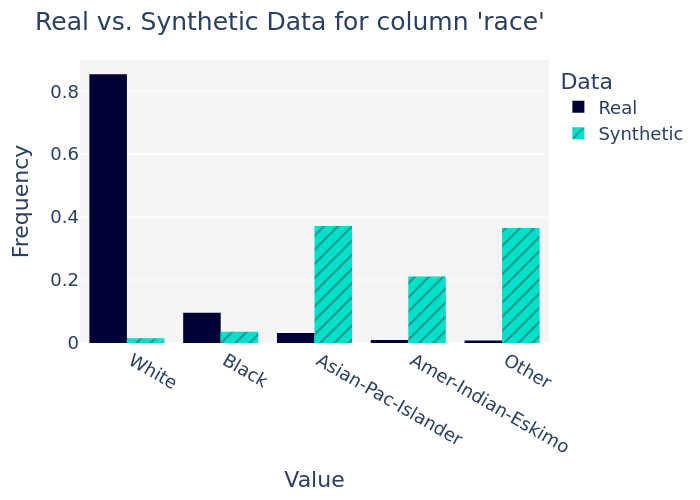 Real vs. Synthetic Data for column 'race'
Data
Real
Synthetic
Frequency
0.8
0.6
0.4
0.2
0
White
Black
Asian-Pac-Islander
Amer-Indian-Eskimo
Other
Value